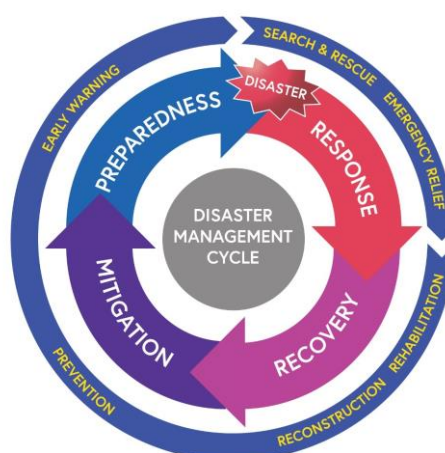 DISASTER
MANAGEMENT
CYCLE
DISASTER
RESPONSE
RECOVERY
MITIGATION
PREPAREDNESS
SEARCH & RESCUE
EMERGENCY RELIEF
REHABILITATION
RECONSTRUCTION
PREVENTION
EARLY WARNING